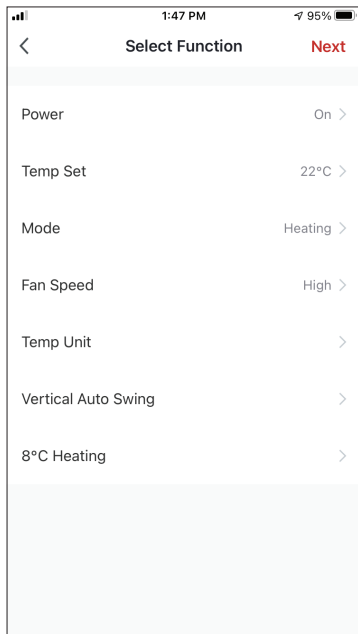 1:47 PM 95%
Select Function Next
Power On
Temp Set 22°C
Mode Heating
Fan Speed High
Temp Unit
Vertical Auto Swing
8°C Heating